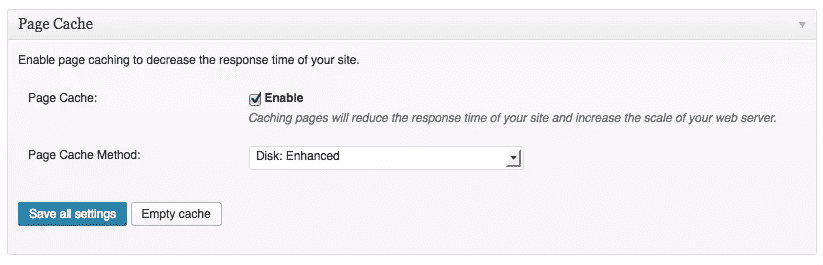 Page Cache
Enable page caching to decrease the response time of your site.
Page Cache: Enable
Caching pages will reduce the response time of your site and increase the scale of your web server.
Page Cache Method: Disk: Enhanced
Save all settings Empty cache